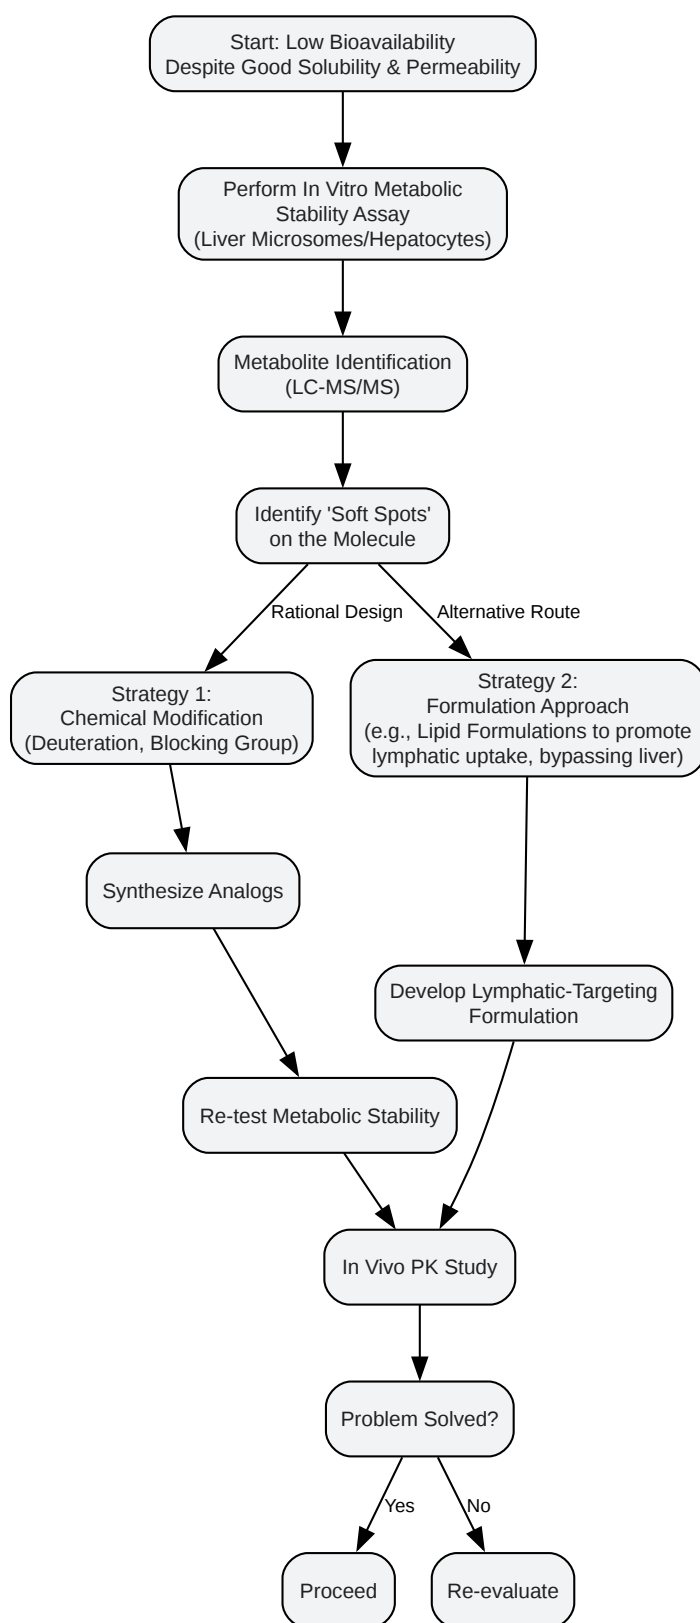 Start: Low Bioavailability
Despite Good Solubility & Permeability
Perform In Vitro Metabolic
Stability Assay
(Liver Microsomes/Hepatocytes)
Metabolite Identification
(LC-MS/MS)
Identify 'Soft Spots'
on the Molecule
Rational Design
Alternative Route
Strategy 1:
Chemical Modification
(Deuteration, Blocking Group)
Strategy 2:
Formulation Approach
(e.g., Lipid Formulations to promote
lymphatic uptake, bypassing liver)
Synthesize Analogs
Develop Lymphatic-Targeting
Formulation
Re-test Metabolic Stability
In Vivo PK Study
Problem Solved?
Yes
No
Proceed
Re-evaluate